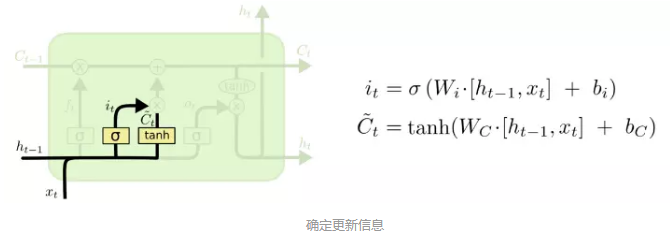 h_t
C_{t-1}
C_t
tanh
f_t
i_t
C̃_t
o_t
σ
σ
tanh
σ
h_{t-1}
h_t
x_t
i_t = σ (W_i·[h_{t-1}, x_t] + b_i)
C̃_t = tanh(W_C·[h_{t-1}, x_t] + b_C)
确定更新信息